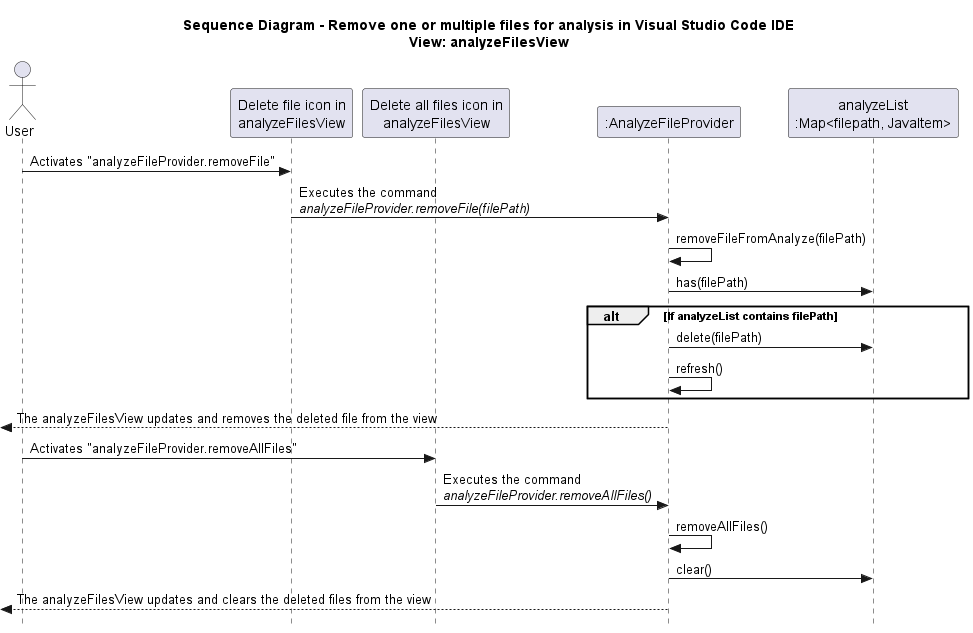 Sequence Diagram - Remove one or multiple files for analysis in Visual Studio Code IDE
View: analyzeFilesView
User
Delete file icon in
analyzeFilesView
Delete all files icon in
analyzeFilesView
:AnalyzeFileProvider
analyzeList
:Map<filepath, JavaItem>
Activates "analyzeFileProvider.removeFile"
Executes the command
analyzeFileProvider.removeFile(filePath)
removeFileFromAnalyze(filePath)
has(filePath)
alt
[If analyzeList contains filePath]
delete(filePath)
refresh()
The analyzeFilesView updates and removes the deleted file from the view
Activates "analyzeFileProvider.removeAllFiles"
Executes the command
analyzeFileProvider.removeAllFiles()
removeAllFiles()
clear()
The analyzeFilesView updates and clears the deleted files from the view